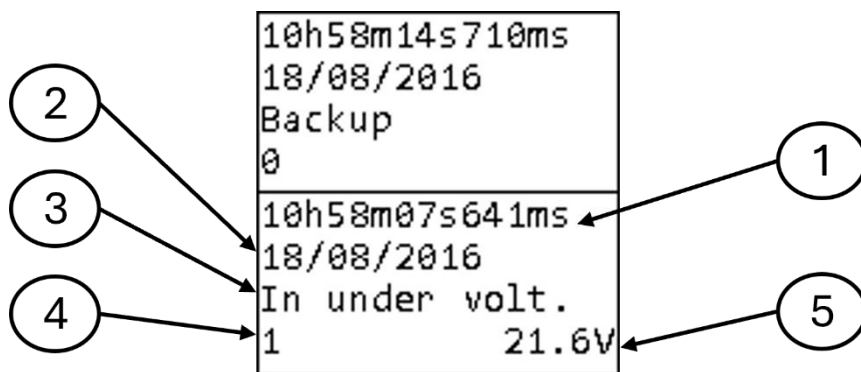 10h58m14s710ms
18/08/2016
Backup
0
10h58m07s641ms
18/08/2016
In under volt.
1 21.6V
2
3
4
1
5